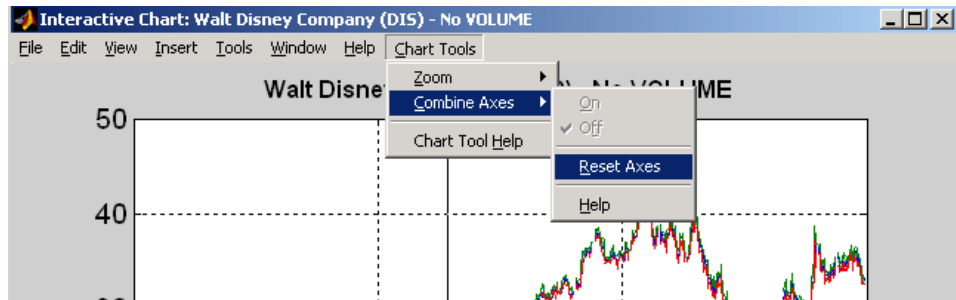 Interactive Chart: Walt Disney Company (DIS) - No VOLUME
File Edit View Insert Tools Window Help Chart Tools
Walt Disne
ME
Zoom
Combine Axes
Chart Tool Help
On
Off
Reset Axes
Help
50
40